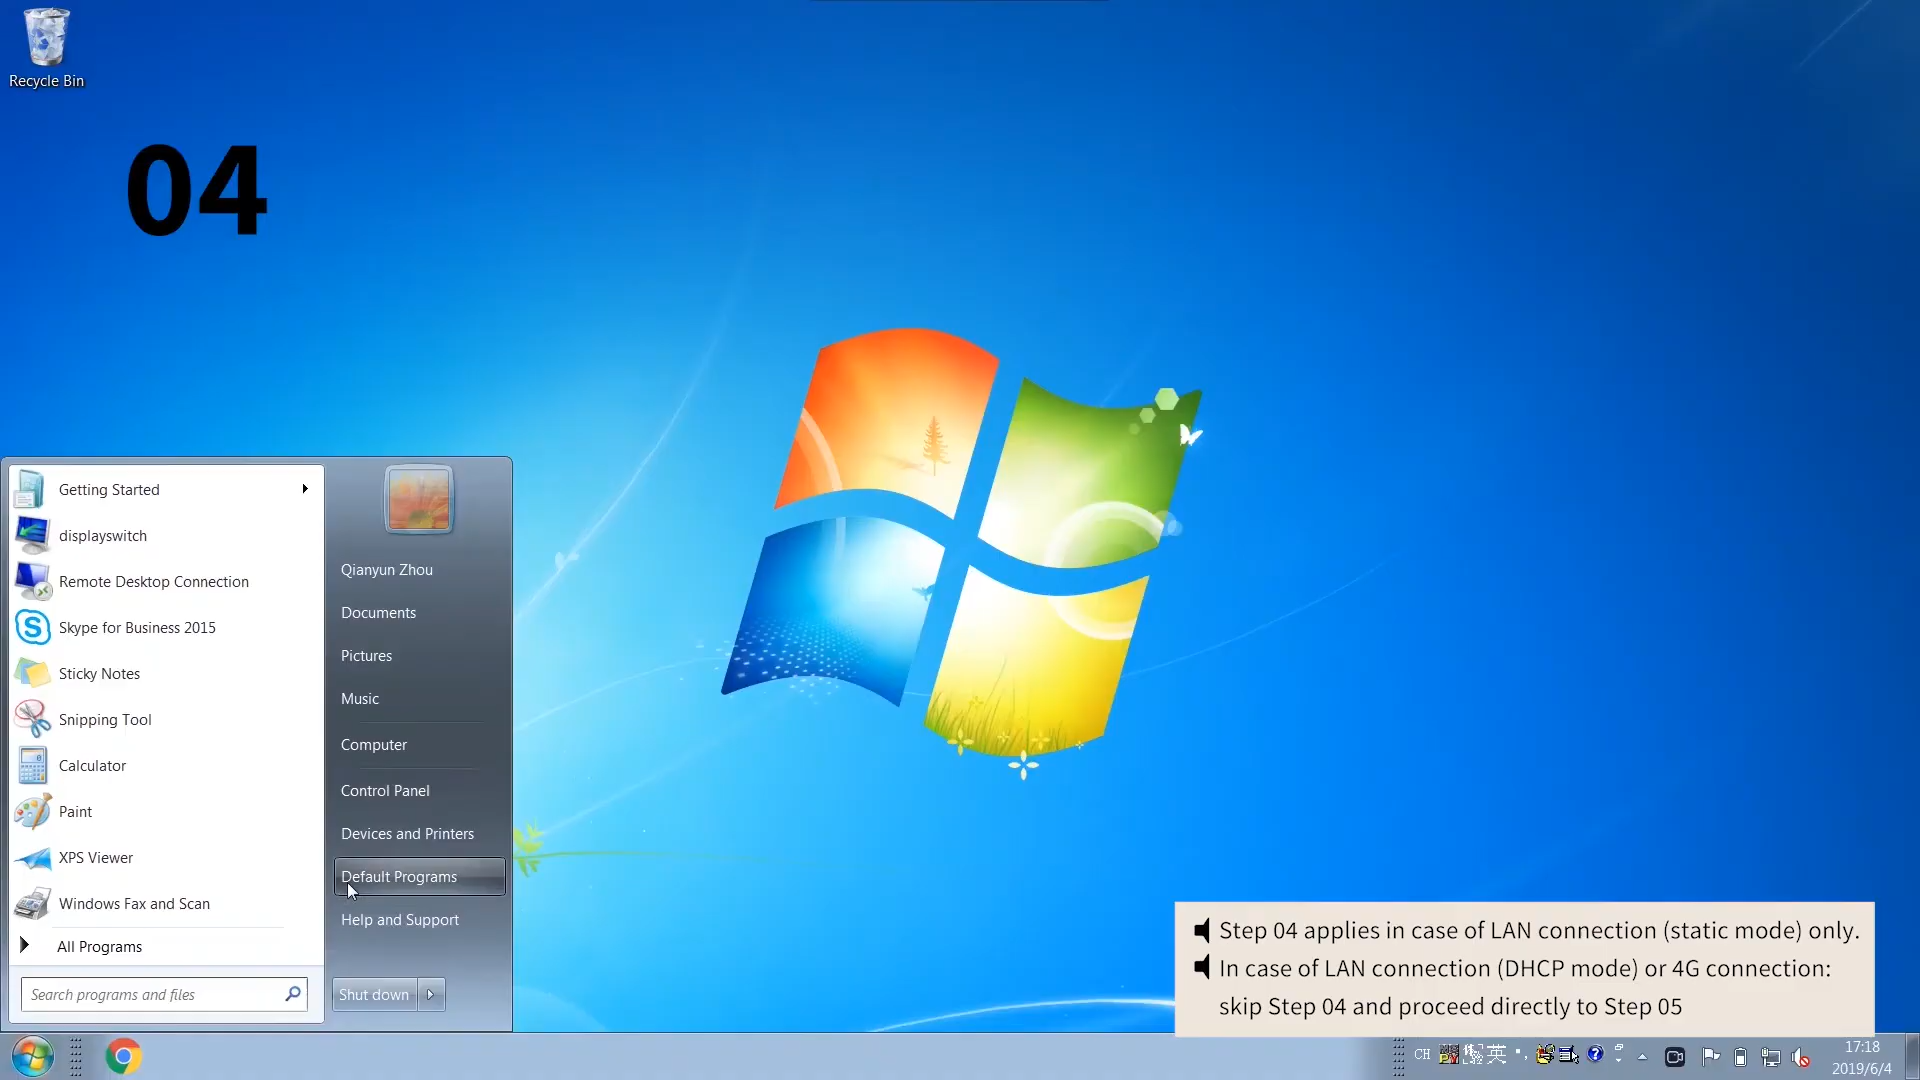 Recycle Bin
04
Getting Started
displayswitch
Remote Desktop Connection
Skype for Business 2015
Sticky Notes
Snipping Tool
Calculator
Paint
XPS Viewer
Windows Fax and Scan
All Programs
Search programs and files
Qianyun Zhou
Documents
Pictures
Music
Computer
Control Panel
Devices and Printers
Default Programs
Help and Support
Shut down
Step 04 applies in case of LAN connection (static mode) only.
In case of LAN connection (DHCP mode) or 4G connection:
skip Step 04 and proceed directly to Step 05
CH
英
17:18
2019/6/4